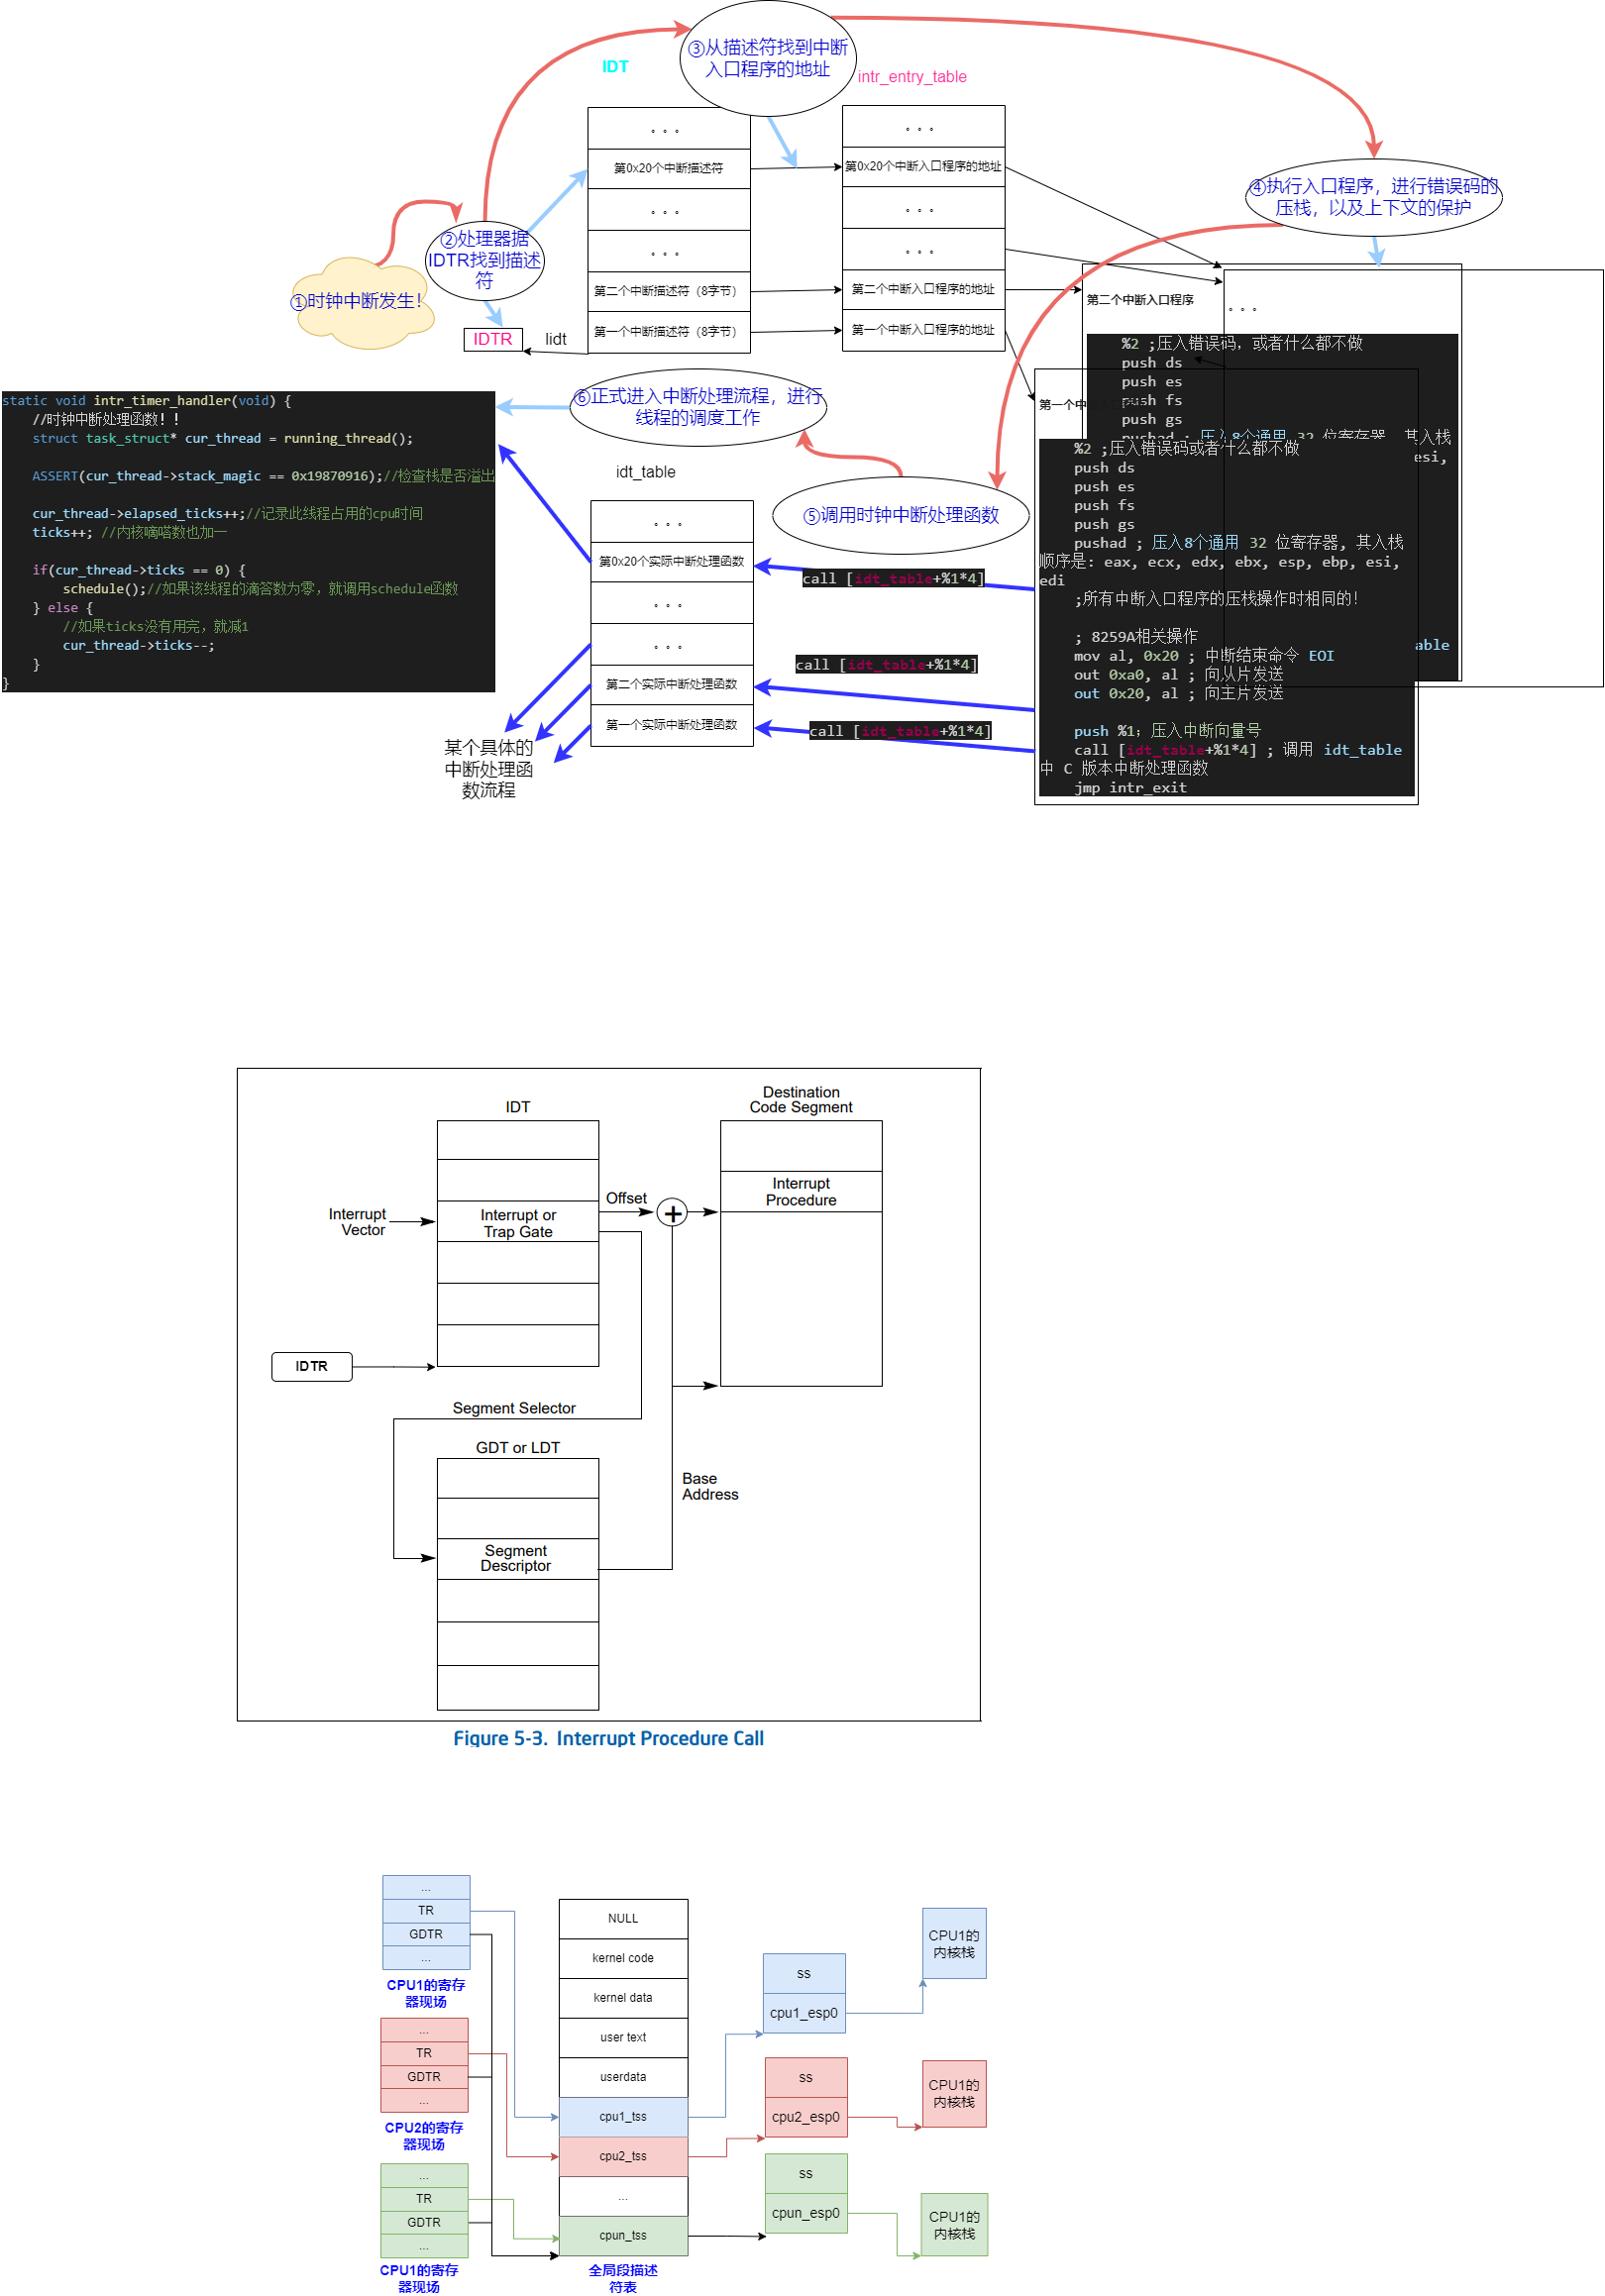 ③从描述符找到中断
入口程序的地址
IDT
intr_entry_table
。。。
第0x20个中断描述符
。。。
。。。
第二个中断描述符（8字节）
第一个中断描述符（8字节）
。。。
第0x20个中断入口程序的地址
。。。
。。。
第二个中断入口程序的地址
第一个中断入口程序的地址
④执行入口程序，进行错误码的
压栈，以及上下文的保护
②处理器据
IDTR找到描述
符
①时钟中断发生！
IDTR
lidt
第二个中断入口程序
。。。
%2 ;压入错误码，或者什么都不做
push ds
push es
push fs
push gs
pushad ; 压入8个通用 32 位寄存器, 其入栈
esi,
able
⑥正式进入中断处理流程，进行
线程的调度工作
static void intr_timer_handler(void) {
//时钟中断处理函数！！
struct task_struct* cur_thread = running_thread();
ASSERT(cur_thread->stack_magic == 0x19870916);//检查栈是否溢出
cur_thread->elapsed_ticks++;//记录此线程占用的cpu时间
ticks++; //内核嘀嗒数也加一
if(cur_thread->ticks == 0) {
schedule();//如果该线程的滴答数为零，就调用schedule函数
} else {
//如果ticks没有用完，就减1
cur_thread->ticks--;
}
}
idt_table
⑤调用时钟中断处理函数
。。。
第0x20个实际中断处理函数
。。。
。。。
第二个实际中断处理函数
第一个实际中断处理函数
call [idt_table+%1*4]
call [idt_table+%1*4]
call [idt_table+%1*4]
某个具体的
中断处理函
数流程
第一个中
%2 ;压入错误码或者什么都不做
push ds
push es
push fs
push gs
pushad ; 压入8个通用 32 位寄存器, 其入栈
顺序是: eax, ecx, edx, ebx, esp, ebp, esi,
edi
;所有中断入口程序的压栈操作时相同的!
; 8259A相关操作
mov al, 0x20 ; 中断结束命令 EOI
out 0xa0, al ; 向从片发送
out 0x20, al ; 向主片发送
push %1; 压入中断向量号
call [idt_table+%1*4] ; 调用 idt_table
中 C 版本中断处理函数
jmp intr_exit
IDT
Destination
Code Segment
Interrupt
Vector
Interrupt or
Trap Gate
Offset
+
Interrupt
Procedure
IDTR
Segment Selector
GDT or LDT
Base
Address
Segment
Descriptor
Figure 5-3. Interrupt Procedure Call
...
TR
GDTR
...
CPU1的寄存
器现场
...
TR
GDTR
...
CPU2的寄存
器现场
...
TR
GDTR
...
CPU1的寄存
器现场
NULL
kernel code
kernel data
user text
userdata
cpu1_tss
cpu2_tss
...
cpun_tss
全局段描述
符表
ss
cpu1_esp0
ss
cpu2_esp0
ss
cpun_esp0
CPU1的
内核栈
CPU1的
内核栈
CPU1的
内核栈